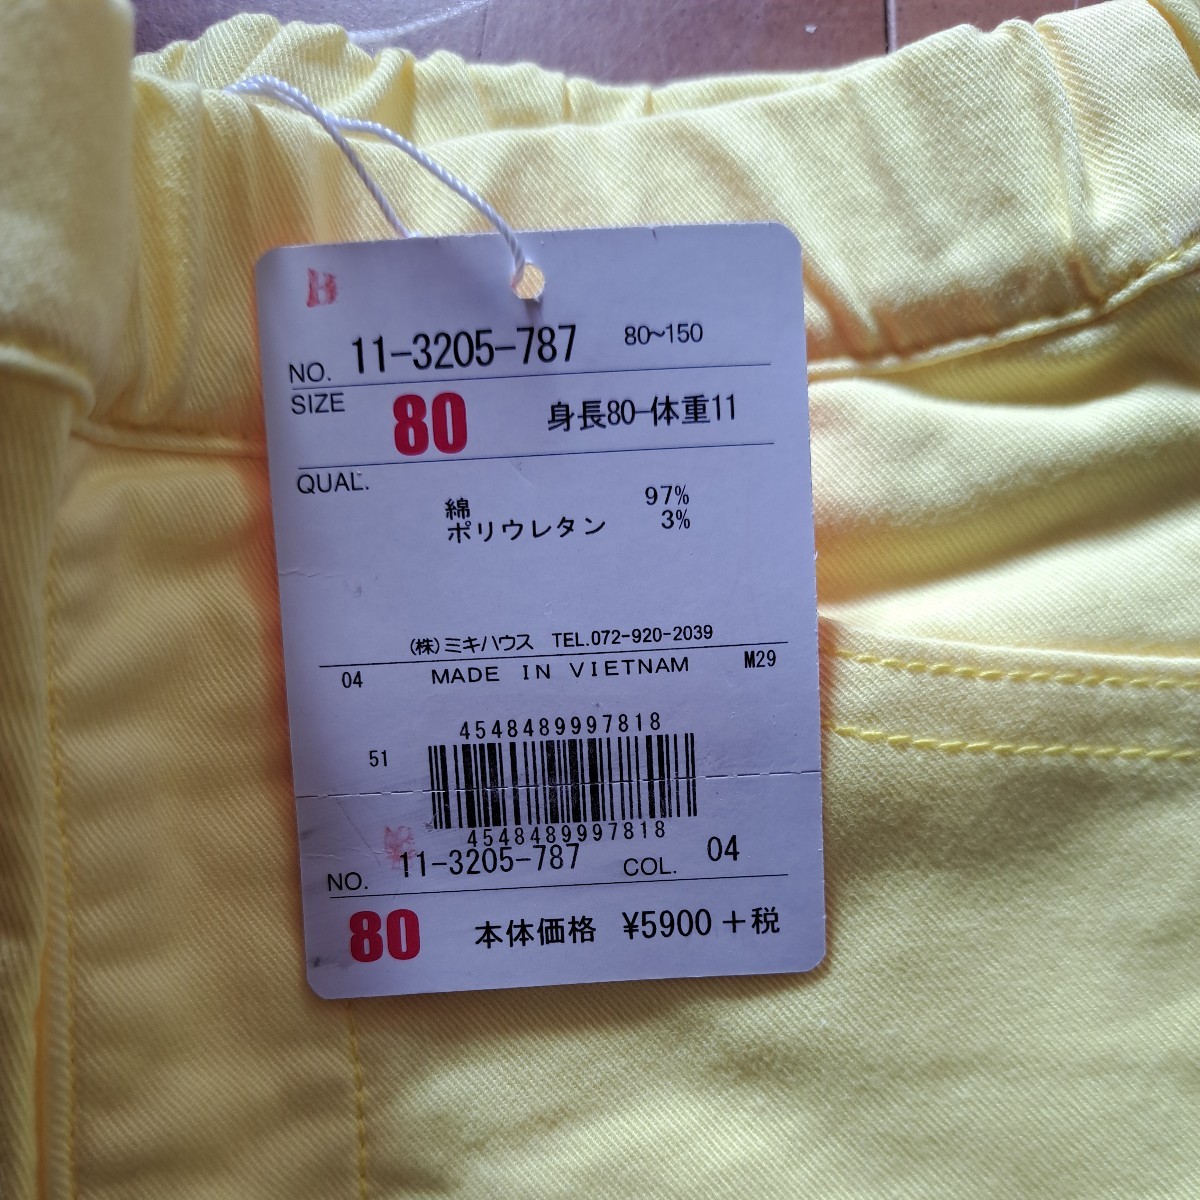 B
NO. 11-3205-787 80~150
SIZE 80 身長80-体重11
QUAL.
綿 97%
ポリウレタン 3%
(株)ミキハウス TEL.072-920-2039
04 MADE IN VIETNAM M29
4548489997818
51
4548489997818
NO. 11-3205-787 COL. 04
80 本体価格 ¥5900+税